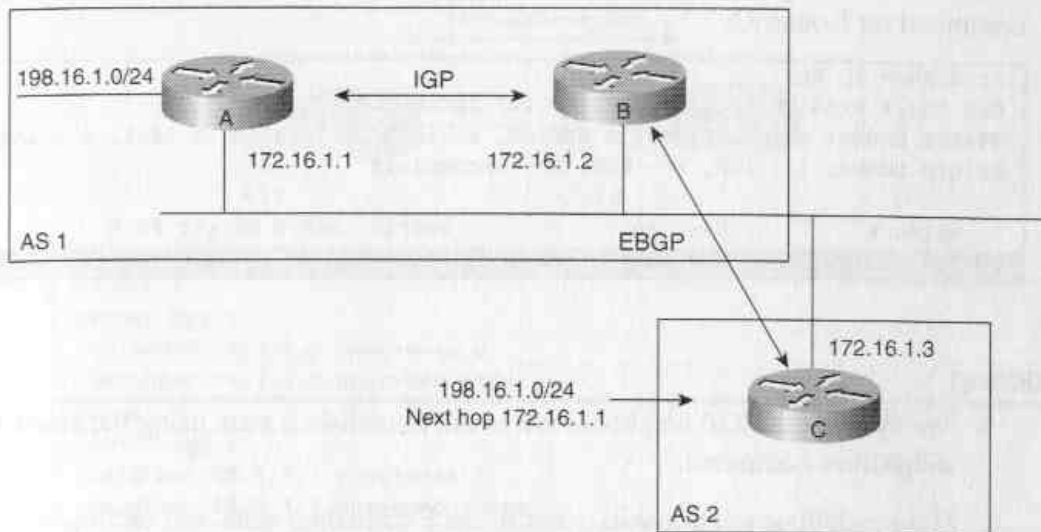 198.16.1.0/24
A
IGP
B
172.16.1.1
172.16.1.2
AS 1
EBGP
172.16.1.3
198.16.1.0/24
Next hop 172.16.1.1
C
AS 2